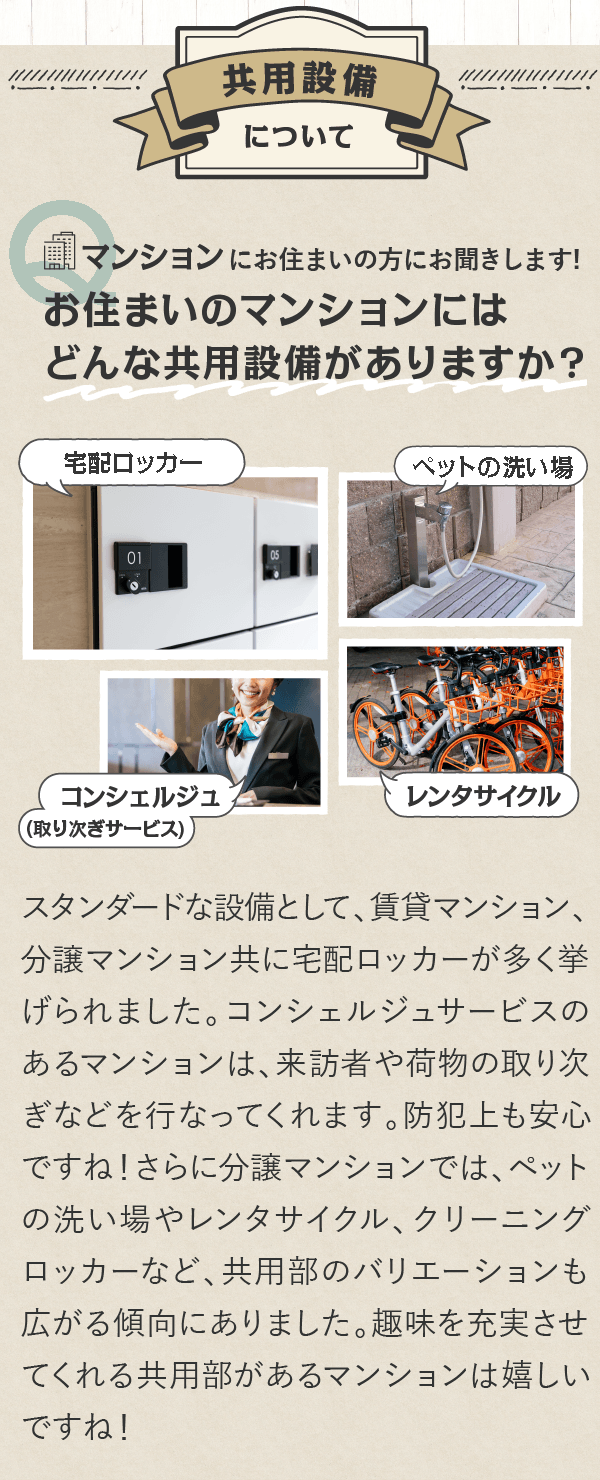 共用設備
について
Q
マンションにお住まいの方にお聞きします!
お住まいのマンションには
どんな共用設備がありますか?
宅配ロッカー
ペットの洗い場
01
05
コンシェルジュ
(取り次ぎサービス)
レンタサイクル
スタンダードな設備として、賃貸マンション、
分譲マンション共に宅配ロッカーが多く挙
げられました。コンシェルジュサービスの
あるマンションは、来訪者や荷物の取り次
ぎなどを行なってくれます。防犯上も安心
ですね!さらに分譲マンションでは、ペット
の洗い場やレンタサイクル、クリーニング
ロッカーなど、共用部のバリエーションも
広がる傾向にありました。趣味を充実させ
てくれる共用部があるマンションは嬉しい
ですね!